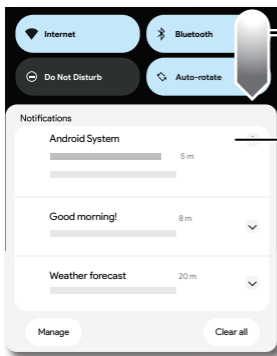 Internet
Bluetooth
Do Not Disturb
Auto-rotate
Notifications
Android System
5 m
Good morning!
8 m
Weather forecast
20 m
Manage
Clear all